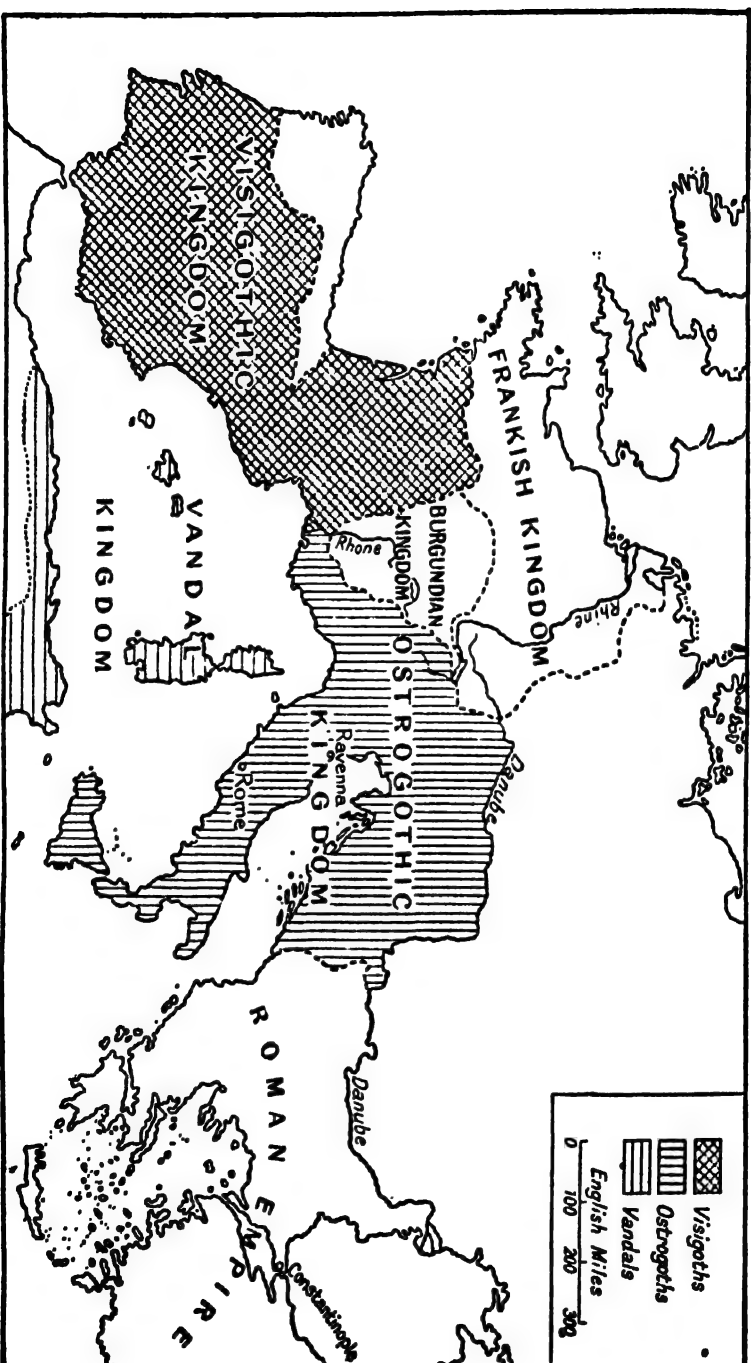 Visigoths
Ostrogoths
Vandals
0 100 200 300
English Miles
FRANKISH KINGDOM
Rhine
BURGUNDIAN
KINGDOM
Rhone
VISIGOTHIC
KINGDOM
OSTROGOTHIC
KINGDOM
Danube
Ravenna
Rome
VANDAL
KINGDOM
Danube
ROMAN EMPIRE
Constantinople